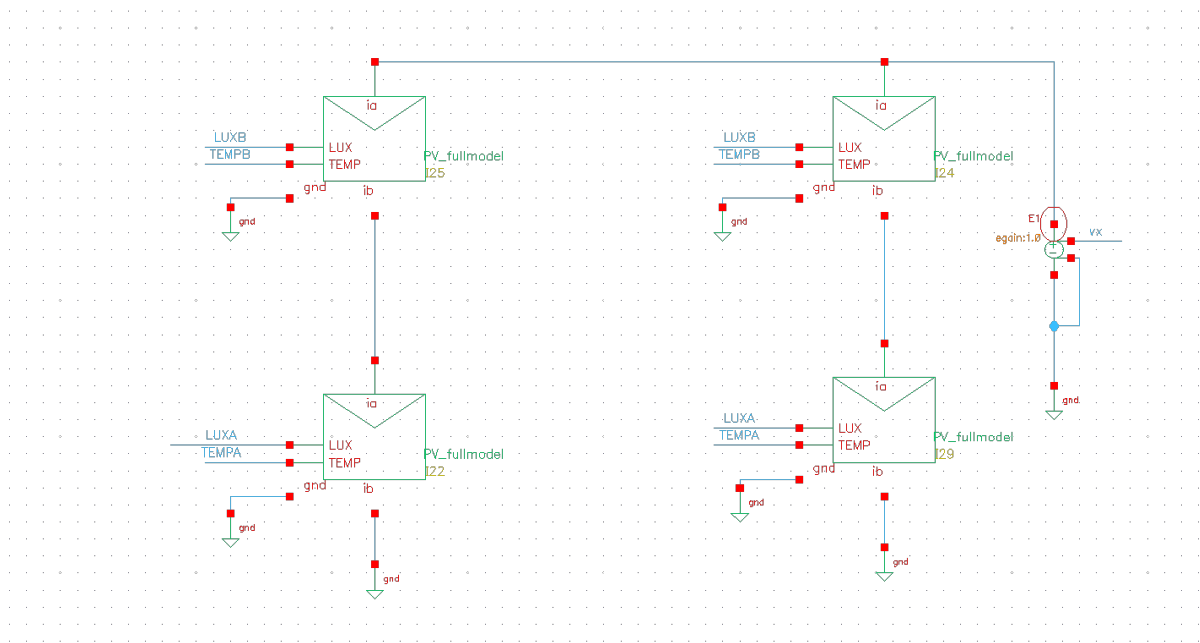 ia
ia
LUXB
LUX
TEMPB
TEMP
PV_fullmodel
I25
gnd
ib
gnd
LUXB
LUX
TEMPB
TEMP
PV_fullmodel
I24
gnd
ib
gnd
E1
egain:1.0
vx
+
−
gnd
ia
LUXA
LUX
TEMPA
TEMP
PV_fullmodel
I22
gnd
ib
gnd
gnd
ia
LUXA
LUX
TEMPA
TEMP
PV_fullmodel
I29
gnd
ib
gnd
gnd